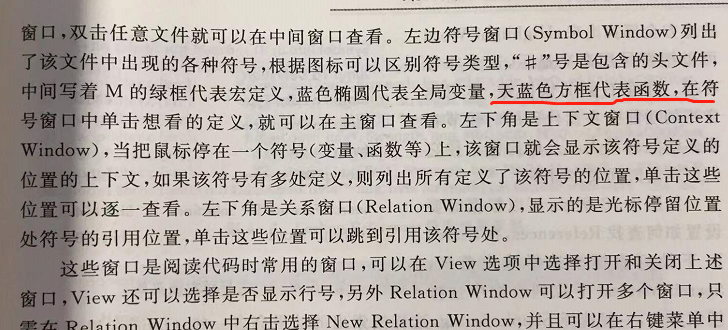 窗口,双击任意文件就可以在中间窗口查看。左边符号窗口(Symbol Window)列出
了该文件中出现的各种符号,根据图标可以区别符号类型,“#”号是包含的头文件,
中间写着 M 的绿框代表宏定义,蓝色椭圆代表全局变量,天蓝色方框代表函数,在符
号窗口中单击想看的定义,就可以在主窗口查看。左下角是上下文窗口(Context
Window),当把鼠标停在一个符号(变量、函数等)上,该窗口就会显示该符号定义的
位置的上下文,如果该符号有多处定义,则列出所有定义了该符号的位置,单击这些
位置可以逐一查看。左下角是关系窗口(Relation Window),显示的是光标停留位置
处符号的引用位置,单击这些位置可以跳到引用该符号处。
这些窗口是阅读代码时常用的窗口,可以在 View 选项中选择打开和关闭上述
窗口,View 还可以选择是否显示行号,另外 Relation Window 可以打开多个窗口,只
需在 Relation Window 中右击选择 New Relation Window,并且可以在右键菜单中